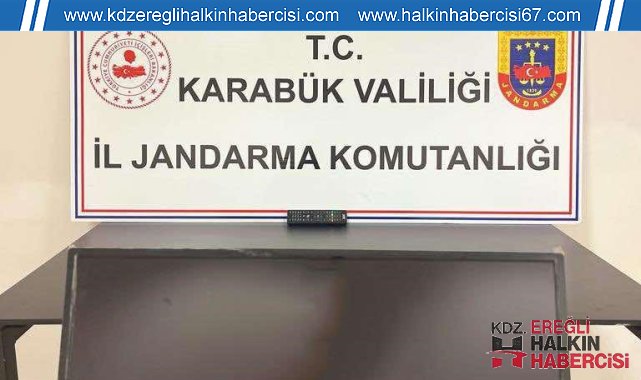 www.kdzereglihalkinhabercisi.com www.halkinhabercisi67.com
T.C.
KARABÜK VALİLİĞİ
İL JANDARMA KOMUTANLIĞI
JANDARMA
KDZ. EREĞLİ
HALKIN
HABERCİSİ